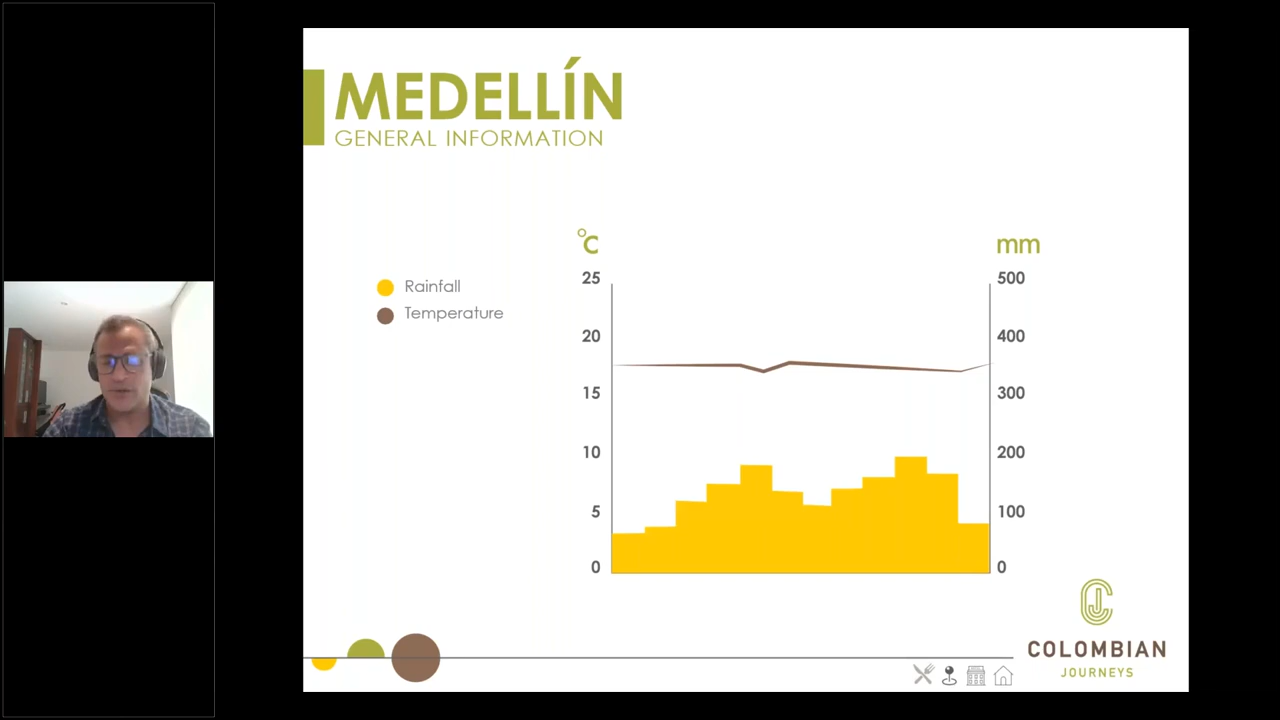 MEDELLÍN
GENERAL INFORMATION
Rainfall
Temperature
°C
25
20
15
10
5
0
mm
500
400
300
200
100
0
COLOMBIAN
JOURNEYS